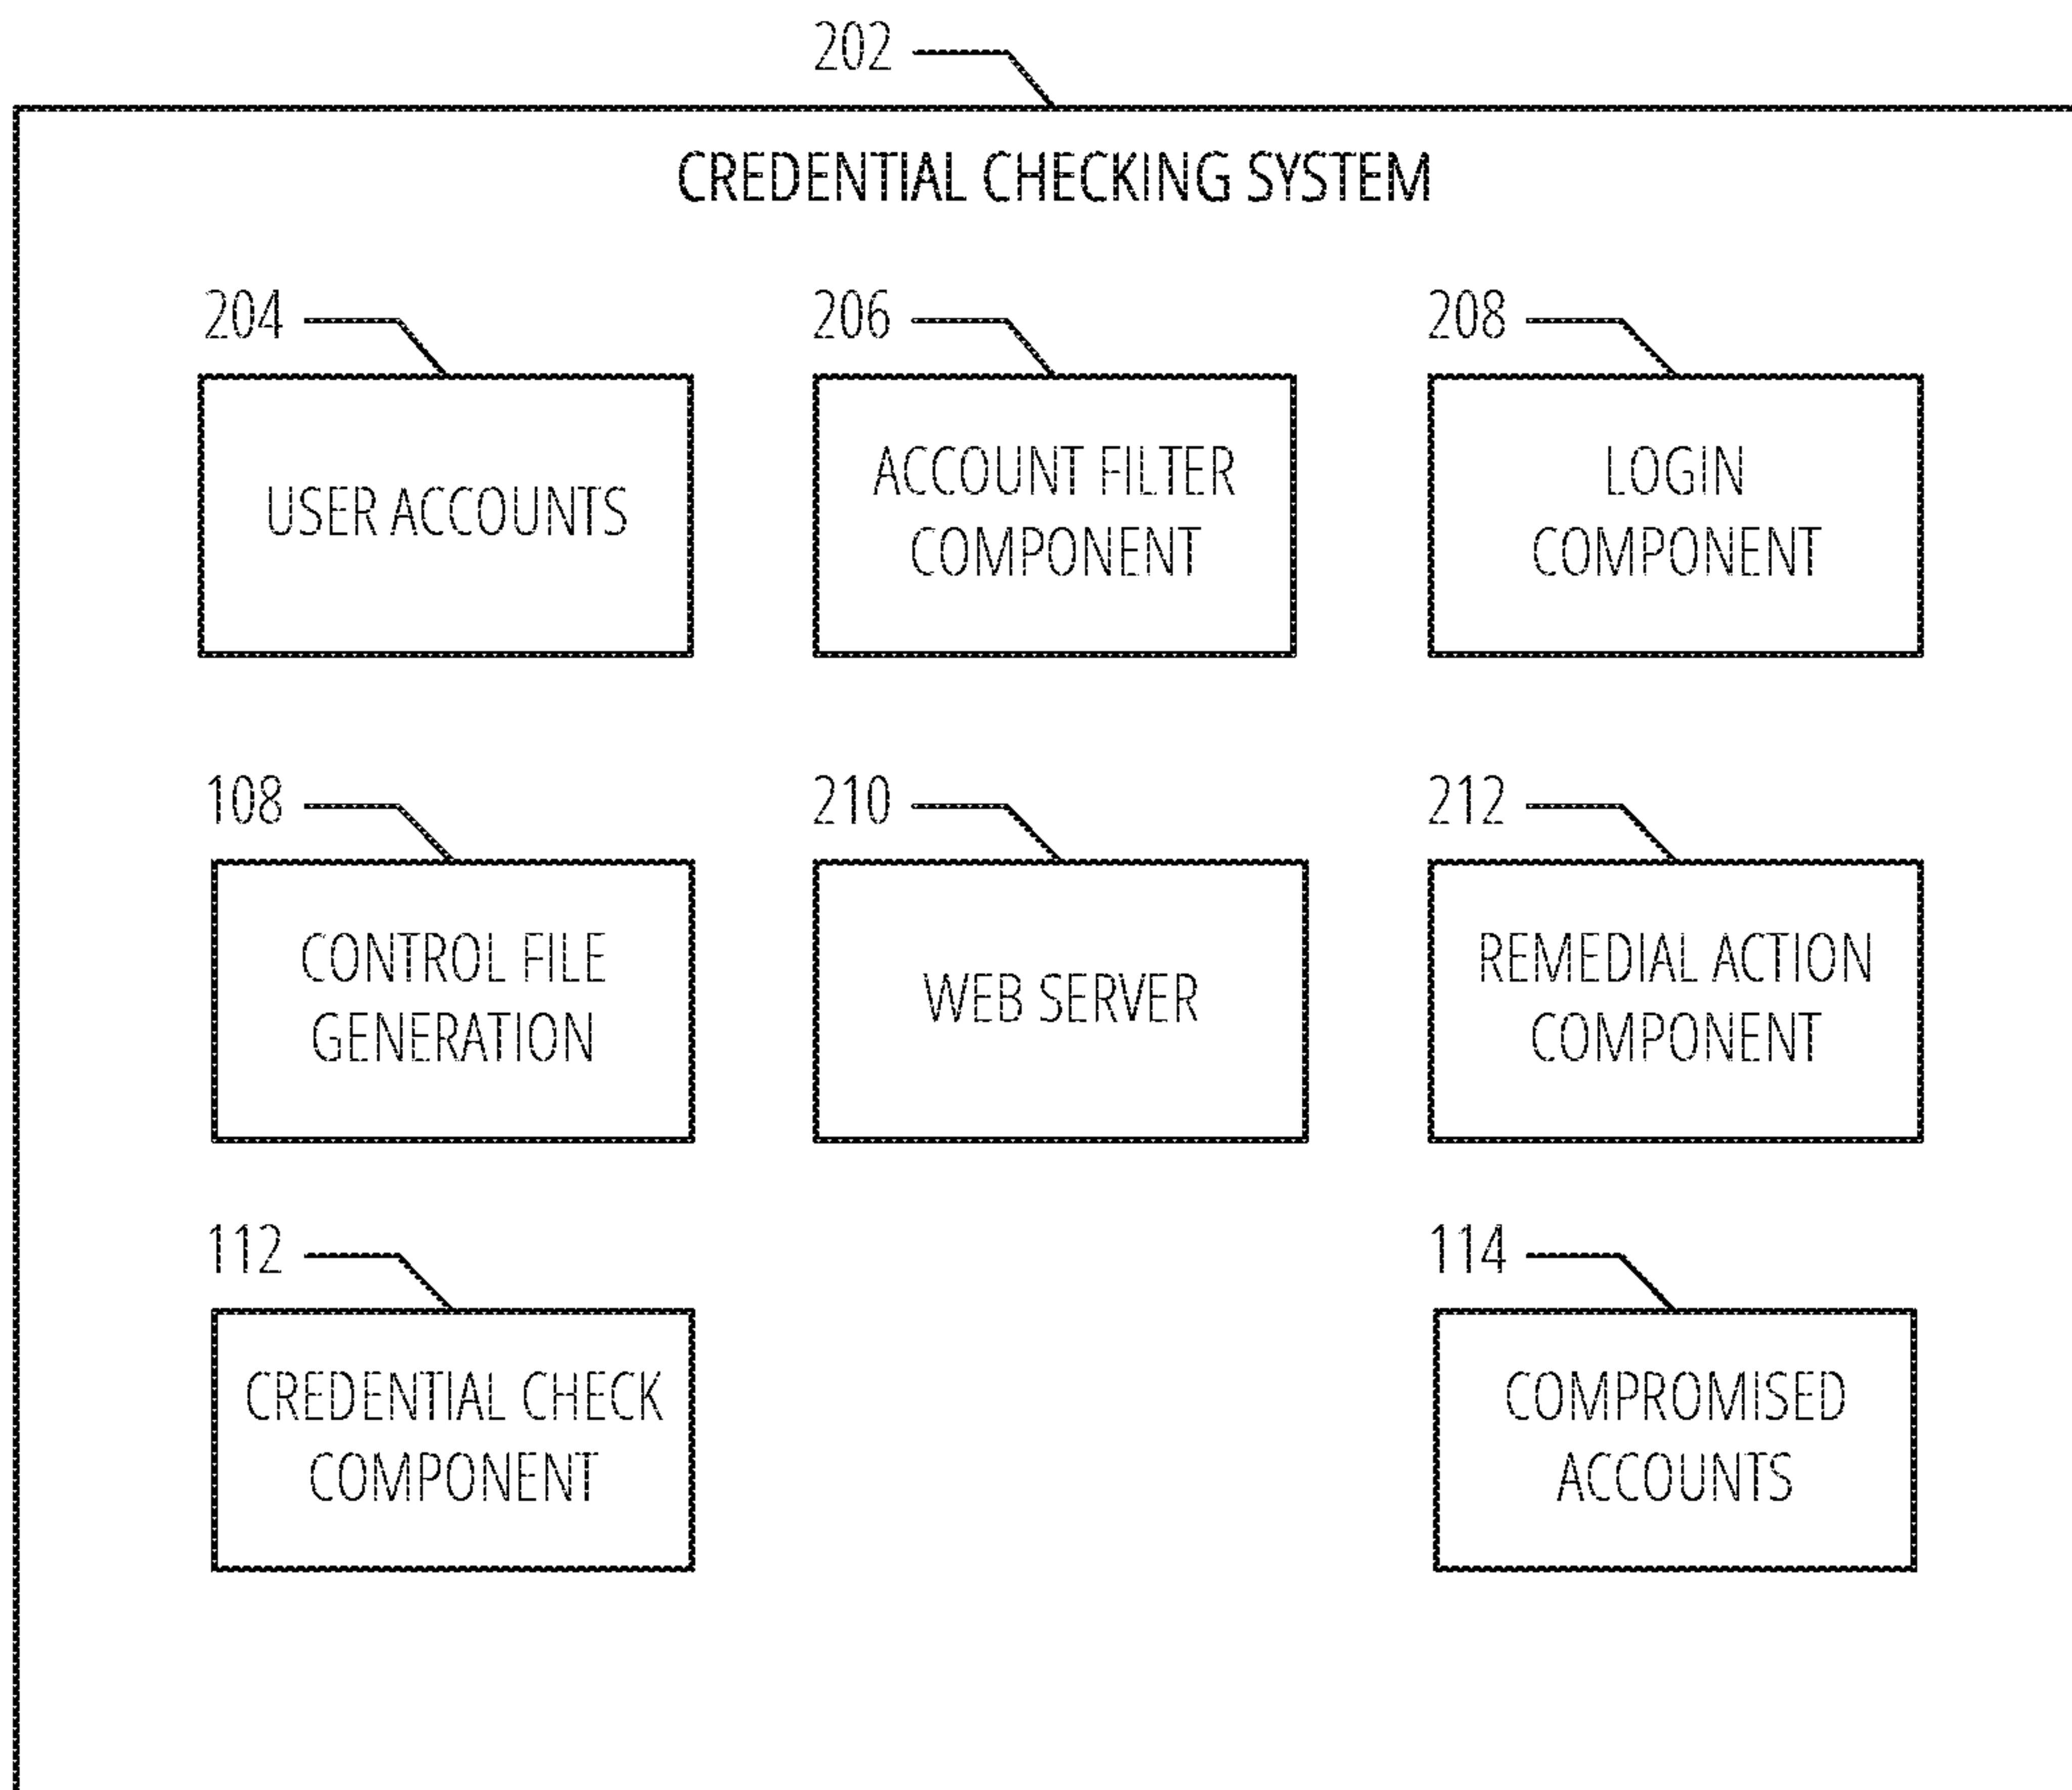 202
CREDENTIAL CHECKING SYSTEM
204
206
208
USER ACCOUNTS
ACCOUNT FILTER
COMPONENT
LOGIN
COMPONENT
108
210
212
CONTROL FILE
GENERATION
WEB SERVER
REMEDIAL ACTION
COMPONENT
112
114
CREDENTIAL CHECK
COMPONENT
COMPROMISED
ACCOUNTS